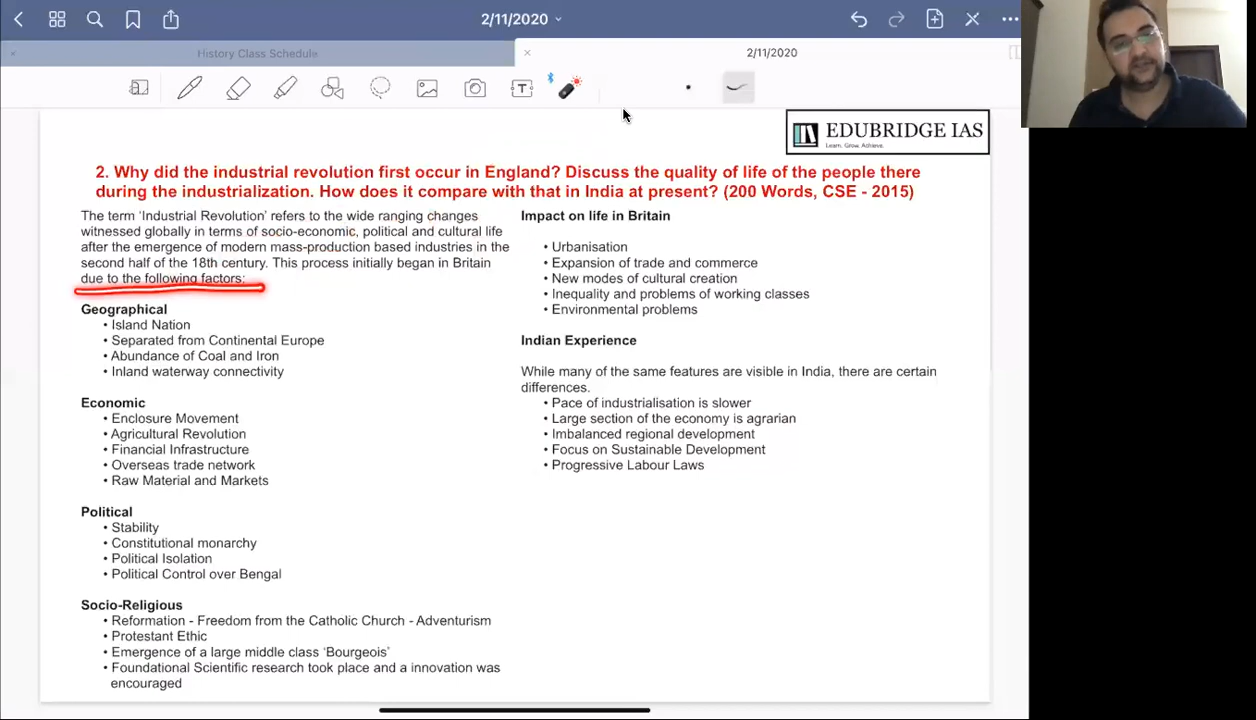 2/11/2020
History Class Schedule
2/11/2020
T
EDUBRIDGE IAS
Learn. Grow. Achieve.
2. Why did the industrial revolution first occur in England? Discuss the quality of life of the people there
during the industrialization. How does it compare with that in India at present? (200 Words, CSE - 2015)
The term ‘Industrial Revolution’ refers to the wide ranging changes
witnessed globally in terms of socio-economic, political and cultural life
after the emergence of modern mass-production based industries in the
second half of the 18th century. This process initially began in Britain
due to the following factors:
Geographical
• Island Nation
• Separated from Continental Europe
• Abundance of Coal and Iron
• Inland waterway connectivity
Economic
• Enclosure Movement
• Agricultural Revolution
• Financial Infrastructure
• Overseas trade network
• Raw Material and Markets
Political
• Stability
• Constitutional monarchy
• Political Isolation
• Political Control over Bengal
Socio-Religious
• Reformation - Freedom from the Catholic Church - Adventurism
• Protestant Ethic
• Emergence of a large middle class ‘Bourgeois’
• Foundational Scientific research took place and a innovation was
encouraged
Impact on life in Britain
• Urbanisation
• Expansion of trade and commerce
• New modes of cultural creation
• Inequality and problems of working classes
• Environmental problems
Indian Experience
While many of the same features are visible in India, there are certain
differences.
• Pace of industrialisation is slower
• Large section of the economy is agrarian
• Imbalanced regional development
• Focus on Sustainable Development
• Progressive Labour Laws